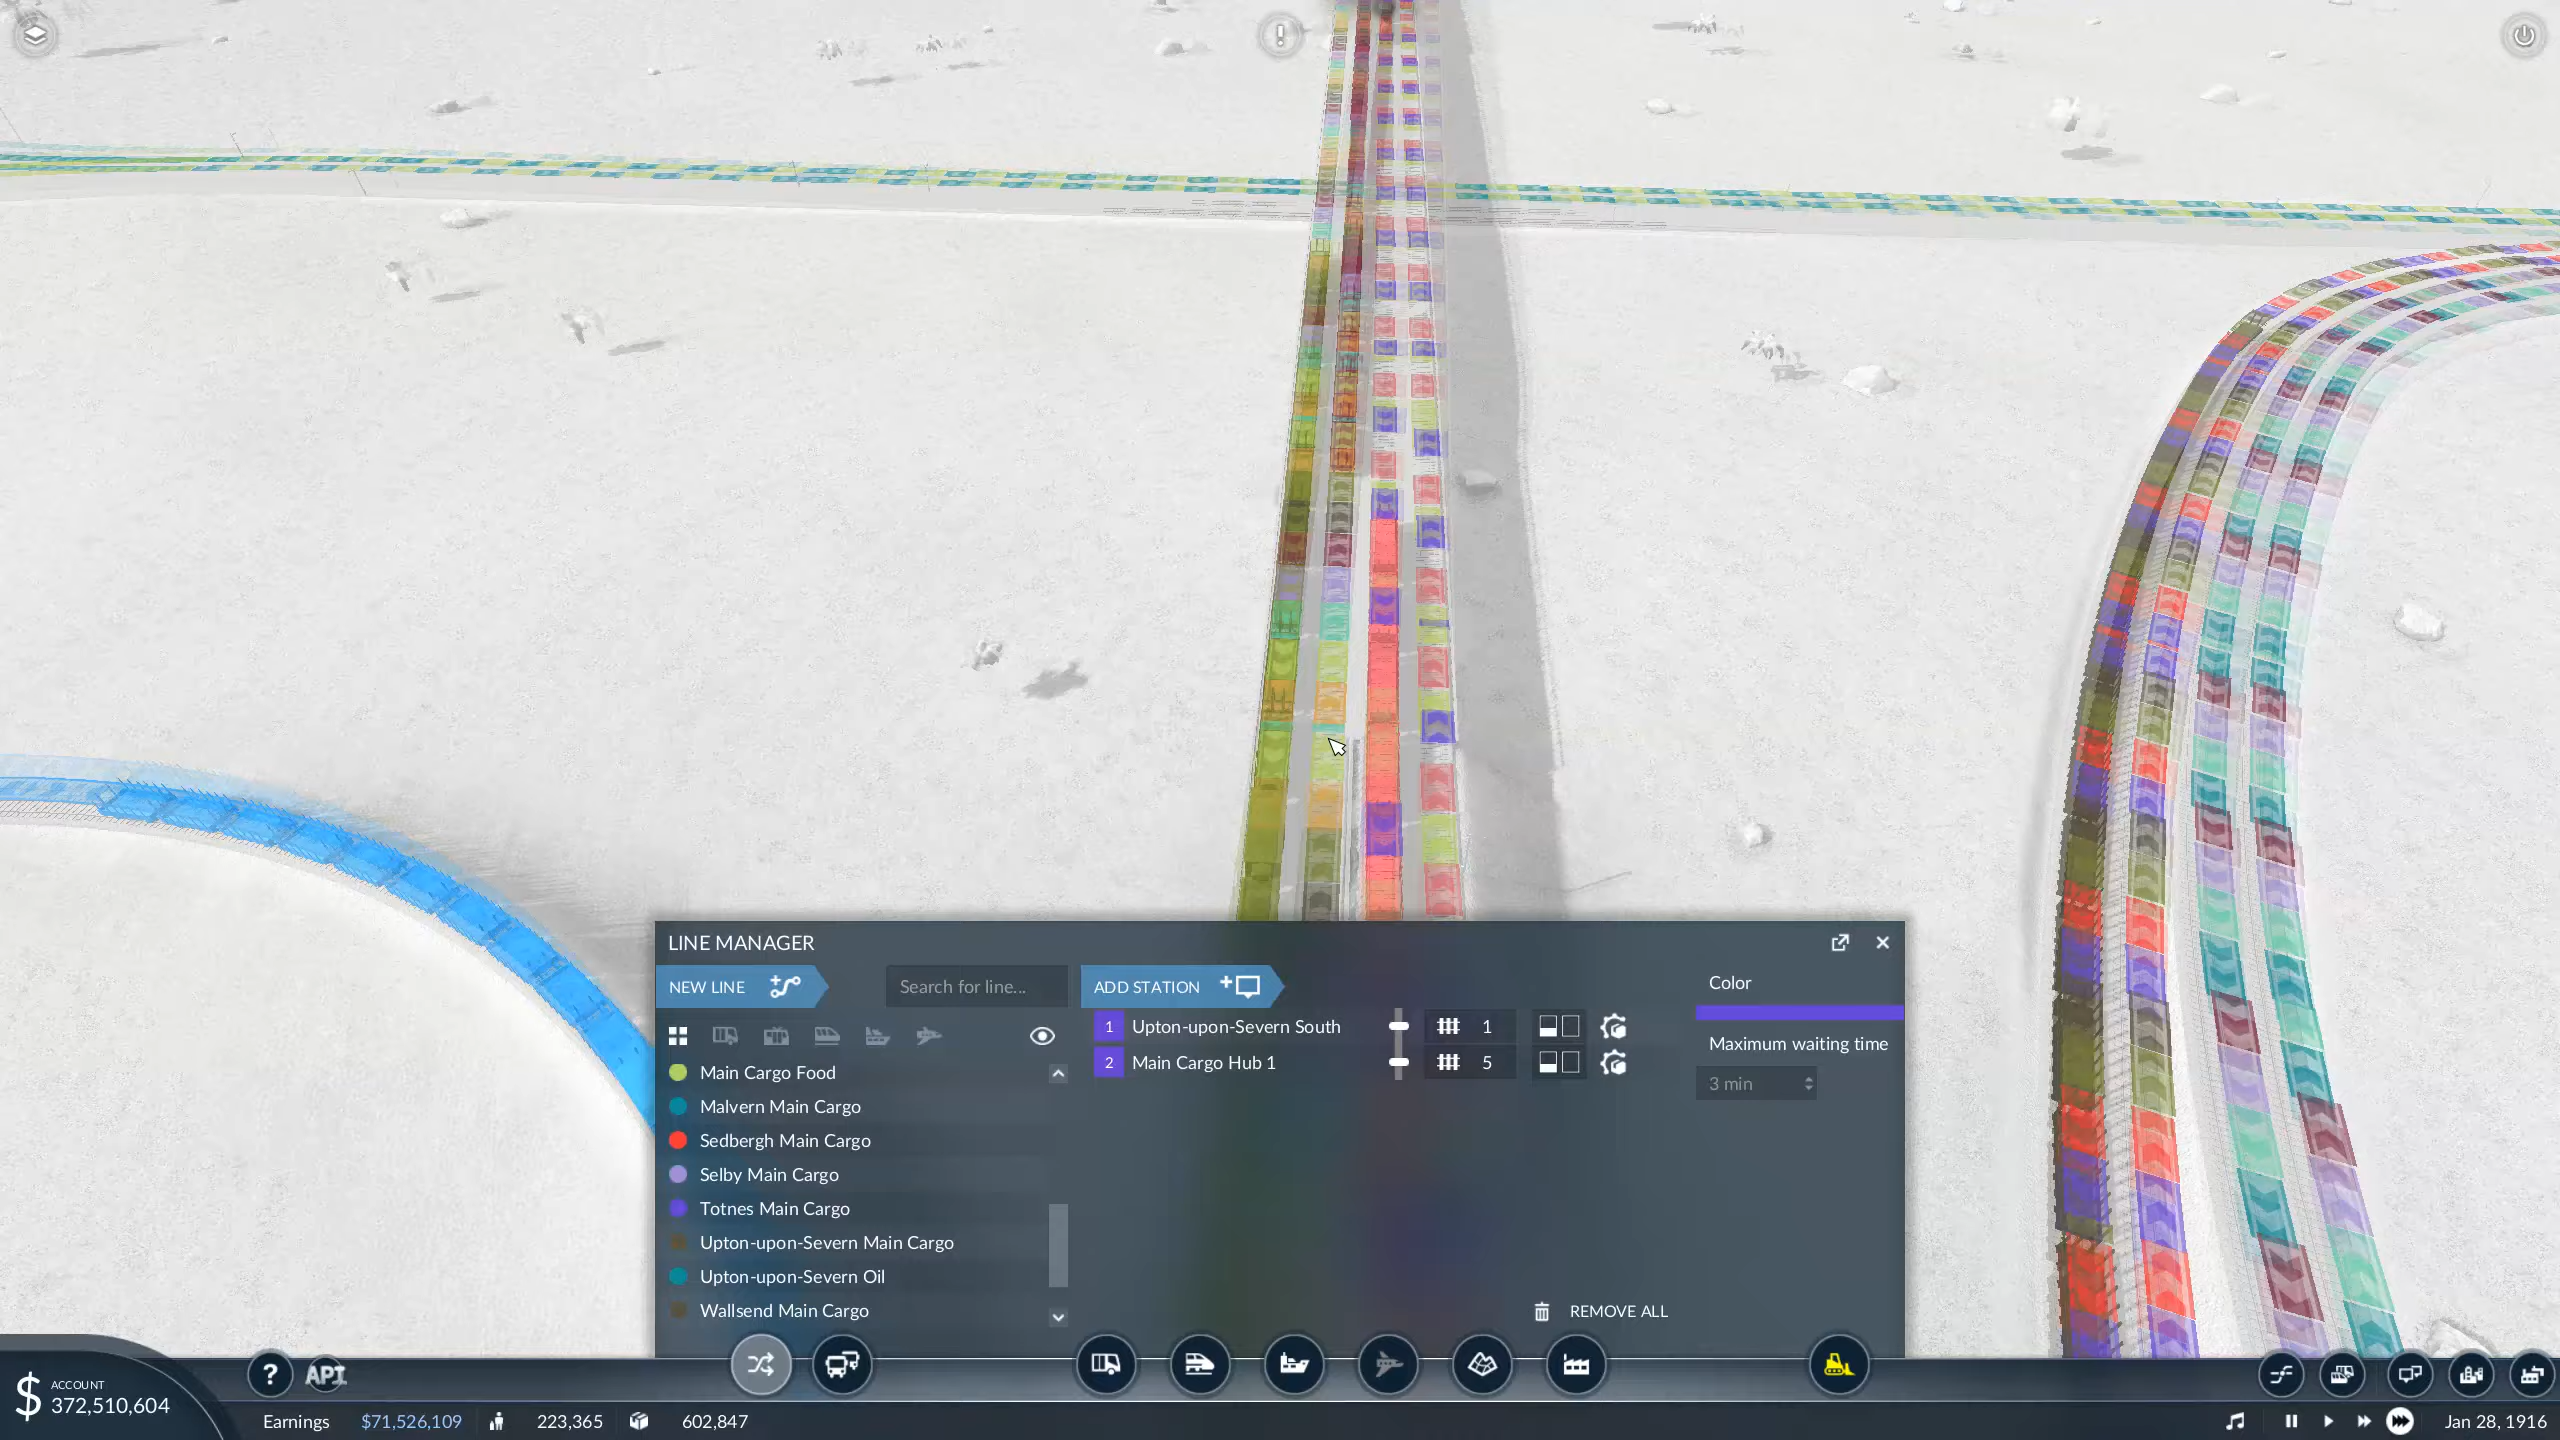 LINE MANAGER
NEW LINE
Search for line...
ADD STATION
Main Cargo Food
Malvern Main Cargo
Sedbergh Main Cargo
Selby Main Cargo
Totnes Main Cargo
Upton-upon-Severn Main Cargo
Upton-upon-Severn Oil
Wallsend Main Cargo
1 Upton-upon-Severn South 1
2 Main Cargo Hub 1 5
Color
Maximum waiting time
3 min
REMOVE ALL
$ ACCOUNT
372,510,604
? API
Earnings $71,526,109 223,365 602,847
Jan 28, 1916